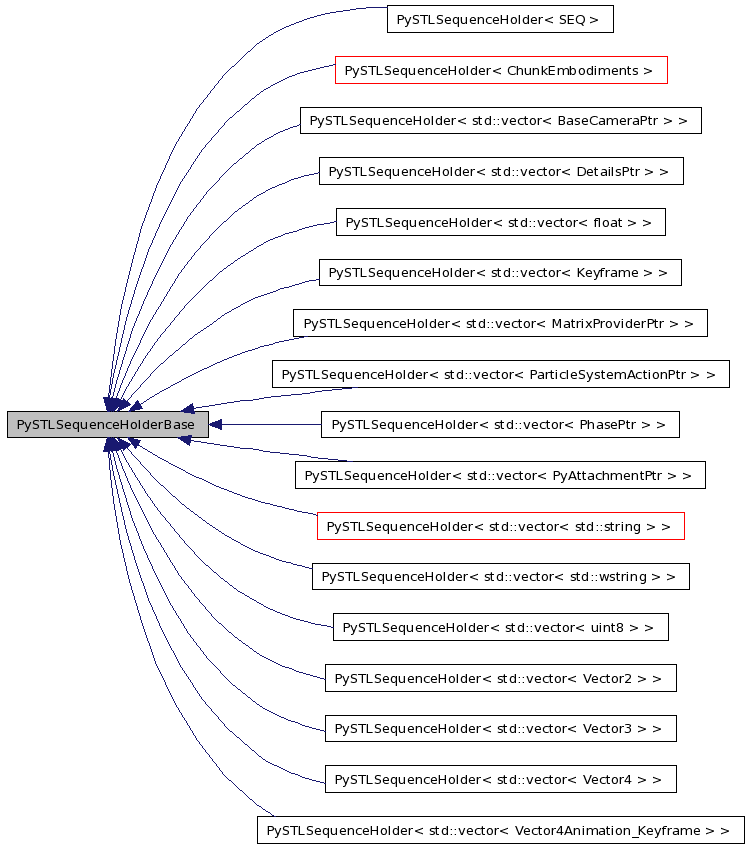 PySTLSequenceHolder< SEQ >
PySTLSequenceHolder< ChunkEmbodiments >
PySTLSequenceHolder< std::vector< BaseCameraPtr > >
PySTLSequenceHolder< std::vector< DetailsPtr > >
PySTLSequenceHolder< std::vector< float > >
PySTLSequenceHolder< std::vector< Keyframe > >
PySTLSequenceHolder< std::vector< MatrixProviderPtr > >
PySTLSequenceHolder< std::vector< ParticleSystemActionPtr > >
PySTLSequenceHolderBase
PySTLSequenceHolder< std::vector< PhasePtr > >
PySTLSequenceHolder< std::vector< PyAttachmentPtr > >
PySTLSequenceHolder< std::vector< std::string > >
PySTLSequenceHolder< std::vector< std::wstring > >
PySTLSequenceHolder< std::vector< uint8 > >
PySTLSequenceHolder< std::vector< Vector2 > >
PySTLSequenceHolder< std::vector< Vector3 > >
PySTLSequenceHolder< std::vector< Vector4 > >
PySTLSequenceHolder< std::vector< Vector4Animation_Keyframe > >